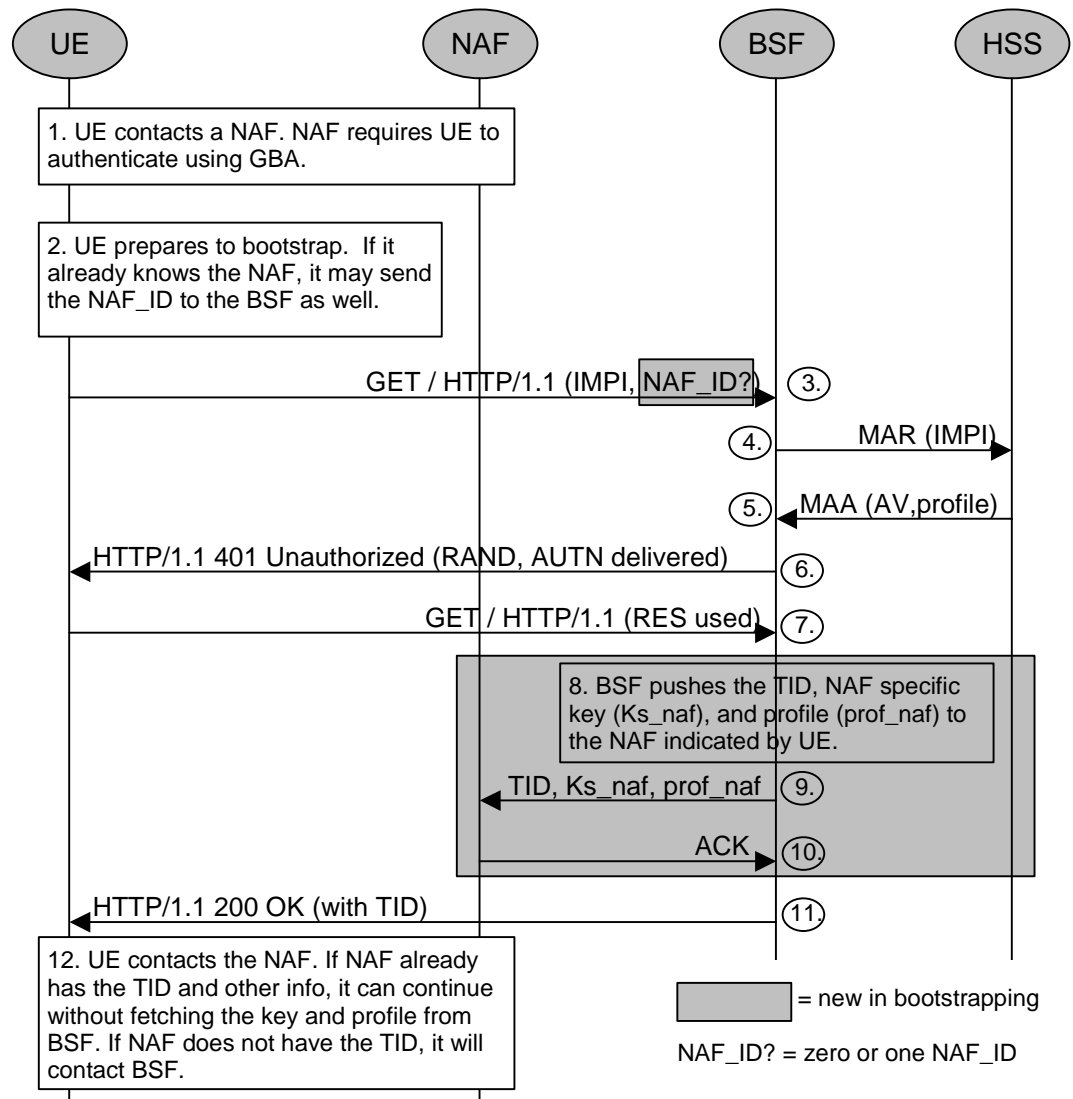 UE
NAF
BSF
HSS
1. UE contacts a NAF. NAF requires UE to
authenticate using GBA.
2. UE prepares to bootstrap.  If it
already knows the NAF, it may send
the NAF_ID to the BSF as well.
GET / HTTP/1.1 (IMPI, NAF_ID?)
3.
4.
MAR (IMPI)
5.
MAA (AV,profile)
HTTP/1.1 401 Unauthorized (RAND, AUTN delivered)
6.
GET / HTTP/1.1 (RES used)
7.
8. BSF pushes the TID, NAF specific
key (Ks_naf), and profile (prof_naf) to
the NAF indicated by UE.
TID, Ks_naf, prof_naf
9.
ACK
10.
HTTP/1.1 200 OK (with TID)
11.
12. UE contacts the NAF. If NAF already
has the TID and other info, it can continue
without fetching the key and profile from
BSF. If NAF does not have the TID, it will
contact BSF.
= new in bootstrapping
NAF_ID? = zero or one NAF_ID